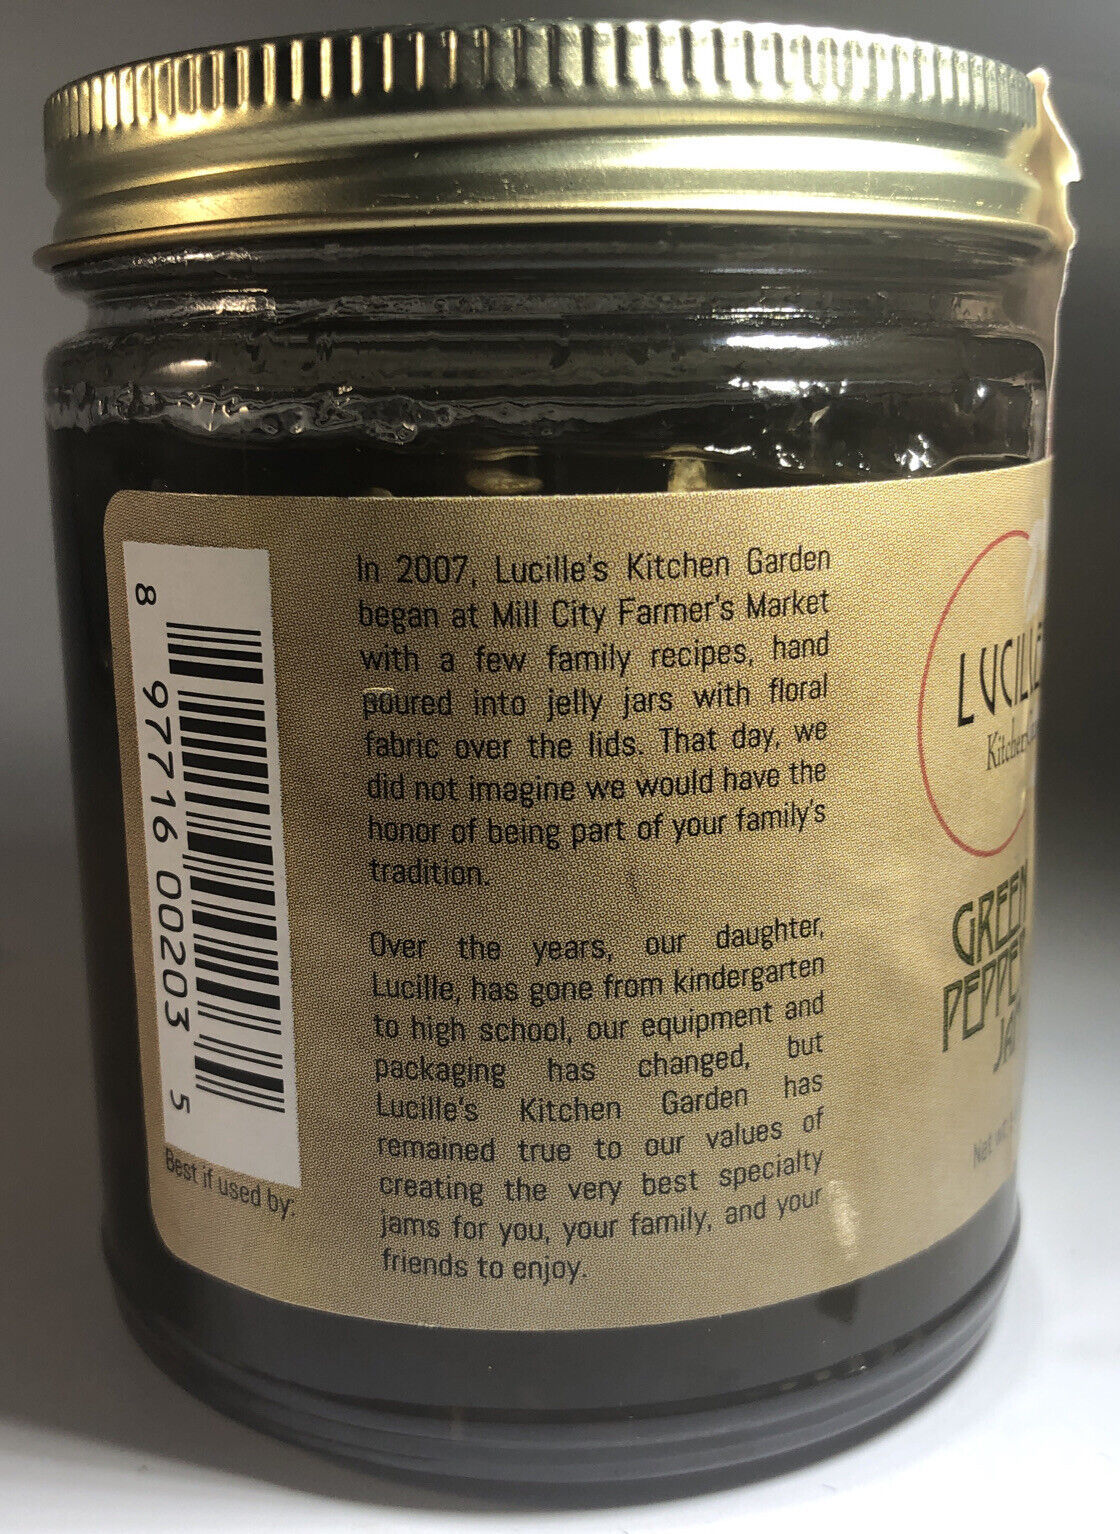 In 2007, Lucille's Kitchen Garden
began at Mill City Farmer's Market
with a few family recipes, hand
poured into jelly jars with floral
fabric over the lids. That day, we
did not imagine we would have the
honor of being part of your family's
tradition.
Over the years, our daughter,
Lucille, has gone from kindergarten
to high school, our equipment and
packaging has changed, but
Lucille's Kitchen Garden has
remained true to our values of
creating the very best specialty
jams for you, your family, and your
friends to enjoy.
8 97716 00203 5
Best if used by:
LUCILLE
Kitchen
GREEN
PEPPE
JA
Net wt